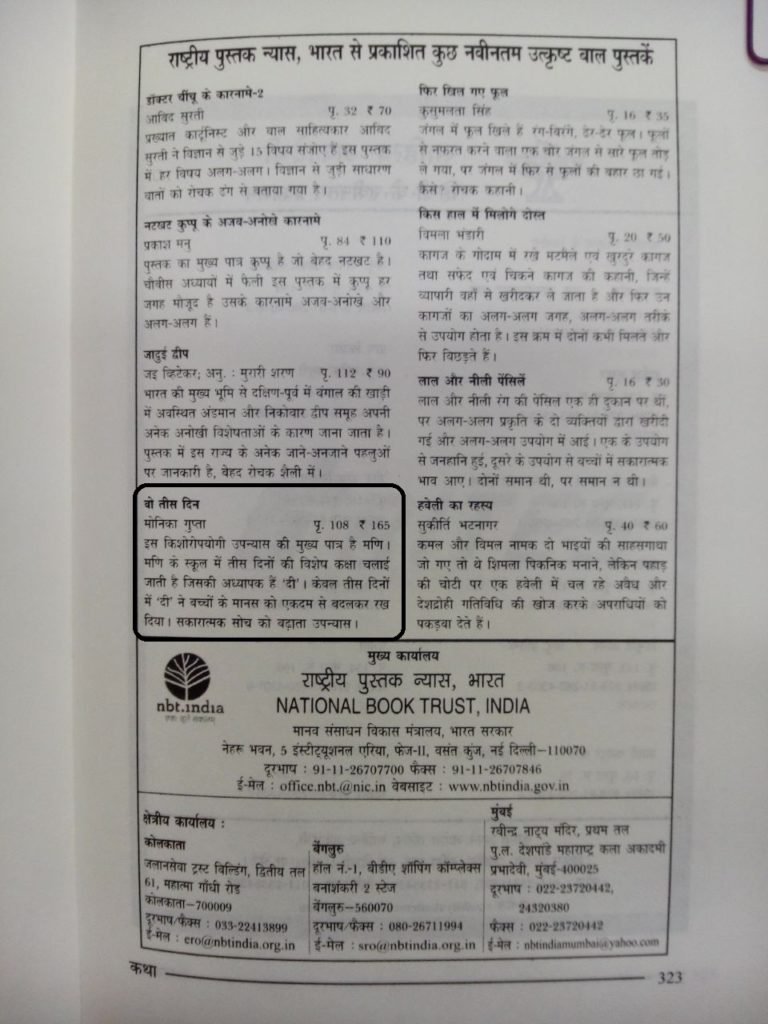 राष्ट्रीय पुस्तक न्यास, भारत से प्रकाशित कुछ नवीनतम उत्कृष्ट बाल पुस्तकें
डॉक्टर चींचू के कारनामे-2
आबिद सुरती पृ. 32 ₹ 70
प्रख्यात कार्टूनिस्ट और बाल साहित्यकार आबिद
सुरती ने विज्ञान से जुड़े 15 विषय संजोए हैं इस पुस्तक
में. हर विषय अलग-अलग। विज्ञान से जुड़ी साधारण
बातों को रोचक ढंग से बताया गया है।
नटखट कुप्पू के अजब-अनोखे कारनामे
प्रकाश मनु पृ. 84 ₹ 110
पुस्तक का मुख्य पात्र कुप्पू है जो बेहद नटखट है।
चौबीस अध्यायों में फैली इस पुस्तक में कुप्पू हर
जगह मौजूद है उसके कारनामे अजब-अनोखे और
अलग-अलग हैं।
जादुई द्वीप
जइ व्हिटेकर; अनु. : मुरारी शरण पृ. 112 ₹ 90
भारत की मुख्य भूमि से दक्षिण-पूर्व में बंगाल की खाड़ी
में अवस्थित अंडमान और निकोबार द्वीप समूह अपनी
अनेक अनोखी विशेषताओं के कारण जाना जाता है।
पुस्तक में इस राज्य के अनेक जाने-अनजाने पहलुओं
पर जानकारी है, बेहद रोचक शैली में।
वो तीस दिन
मोनिका गुप्ता पृ. 108 ₹ 165
इस किशोरोपयोगी उपन्यास की मुख्य पात्र है मणि।
मणि के स्कूल में तीस दिनों की विशेष कक्षा चलाई
जाती है जिसकी अध्यापक हैं 'दी'। केवल तीस दिनों
में 'दी' ने बच्चों के मानस को एकदम से बदलकर रख
दिया। सकारात्मक सोच को बढ़ाता उपन्यास।
फिर खिल गए फूल
कुसुमलता सिंह पृ. 16 ₹ 35
जंगल में फूल खिले हैं रंग-बिरंगे, ढेर-ढेर फूल। फूलों
से नफरत करने वाला एक चोर जंगल से सारे फूल तोड़
ले गया, पर जंगल में फिर से फूलों की बहार छा गई।
कैसे? रोचक कहानी।
किस हाल में मिलोगे दोस्त
विमला भंडारी पृ. 20 ₹ 50
कागज के गोदाम में रखे मटमैले एवं खुरदुरे कागज
तथा सफेद एवं चिकने कागज की कहानी, जिन्हें
व्यापारी वहाँ से खरीदकर ले जाता है और फिर उन
कागजों का अलग-अलग जगह, अलग-अलग तरीके
से उपयोग होता है। इस क्रम में दोनों कभी मिलते और
फिर बिछड़ते हैं।
लाल और नीली पेंसिलें पृ. 16 ₹ 30
लाल और नीली रंग की पेंसिल एक ही दुकान पर थीं,
पर अलग-अलग प्रकृति के दो व्यक्तियों द्वारा खरीदी
गईं और अलग-अलग उपयोग में आईं। एक के उपयोग
से जनहानि हुई, दूसरे के उपयोग से बच्चों में सकारात्मक
भाव आए। दोनों समान थी, पर समान न थी।
हवेली का रहस्य
सुकीर्ति भटनागर पृ. 40 ₹ 60
कमल और विमल नामक दो भाइयों की साहसगाथा
जो गए तो थे शिमला पिकनिक मनाने, लेकिन पहाड़
की चोटी पर एक हवेली में चल रहे अवैध और
देशद्रोही गतिविधि की खोज करके अपराधियों को
पकड़वा देते हैं।
nbt.india
एक: सूते सकलम्
मुख्य कार्यालय
राष्ट्रीय पुस्तक न्यास, भारत
NATIONAL BOOK TRUST, INDIA
मानव संसाधन विकास मंत्रालय, भारत सरकार
नेहरू भवन, 5 इंस्टीट्यूशनल एरिया, फेज-II, वसंत कुंज, नई दिल्ली–110070
दूरभाष : 91-11-26707700 फैक्स : 91-11-26707846
ई-मेल : office.nbt.@nic.in वेबसाइट : www.nbtindia.gov.in
क्षेत्रीय कार्यालय :
कोलकाता
जलानसेवा ट्रस्ट बिल्डिंग, द्वितीय तल
61, महात्मा गाँधी रोड
कोलकाता–700009
दूरभाष/फैक्स : 033-22413899
ई-मेल : ero@nbtindia.org.in
बेंगलुरु
हॉल नं.-1, बीडीए शॉपिंग कॉम्प्लेक्स
बनाशंकरी 2 स्टेज
बेंगलुरु–560070
दूरभाष/फैक्स : 080-26711994
ई-मेल : sro@nbtindia.org.in
मुंबई
रवीन्द्र नाट्य मंदिर, प्रथम तल
पु.ल. देशपांडे महाराष्ट्र कला अकादमी
प्रभादेवी, मुंबई-400025
दूरभाष : 022-23720442,
24320380
फैक्स : 022-23720442
ई-मेल : nbtindiamumbai@yahoo.com
कथा 323